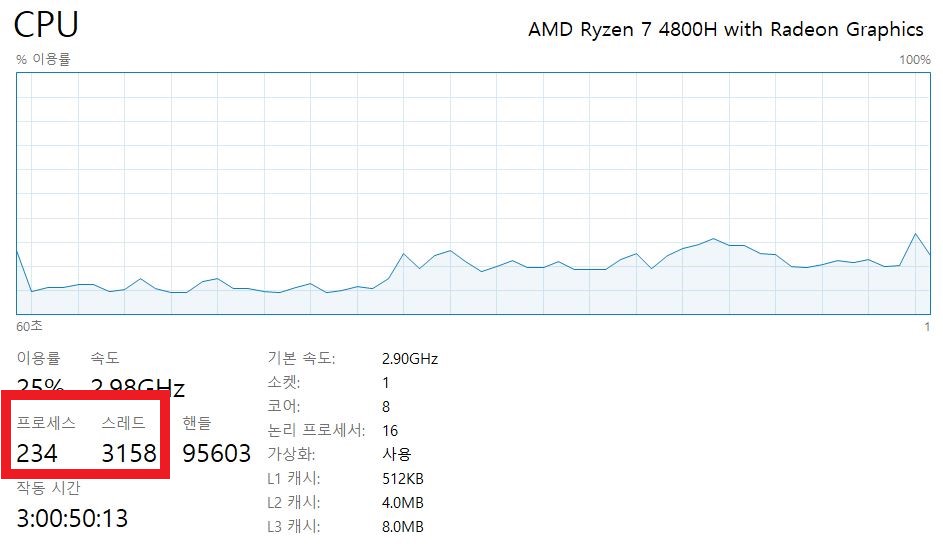 CPU
AMD Ryzen 7 4800H with Radeon Graphics
% 이용률
100%
60초
1
이용률 속도
25% 2.98GHz
프로세스 스레드 핸들
234 3158 95603
작동 시간
3:00:50:13
기본 속도: 2.90GHz
소켓: 1
코어: 8
논리 프로세서: 16
가상화: 사용
L1 캐시: 512KB
L2 캐시: 4.0MB
L3 캐시: 8.0MB